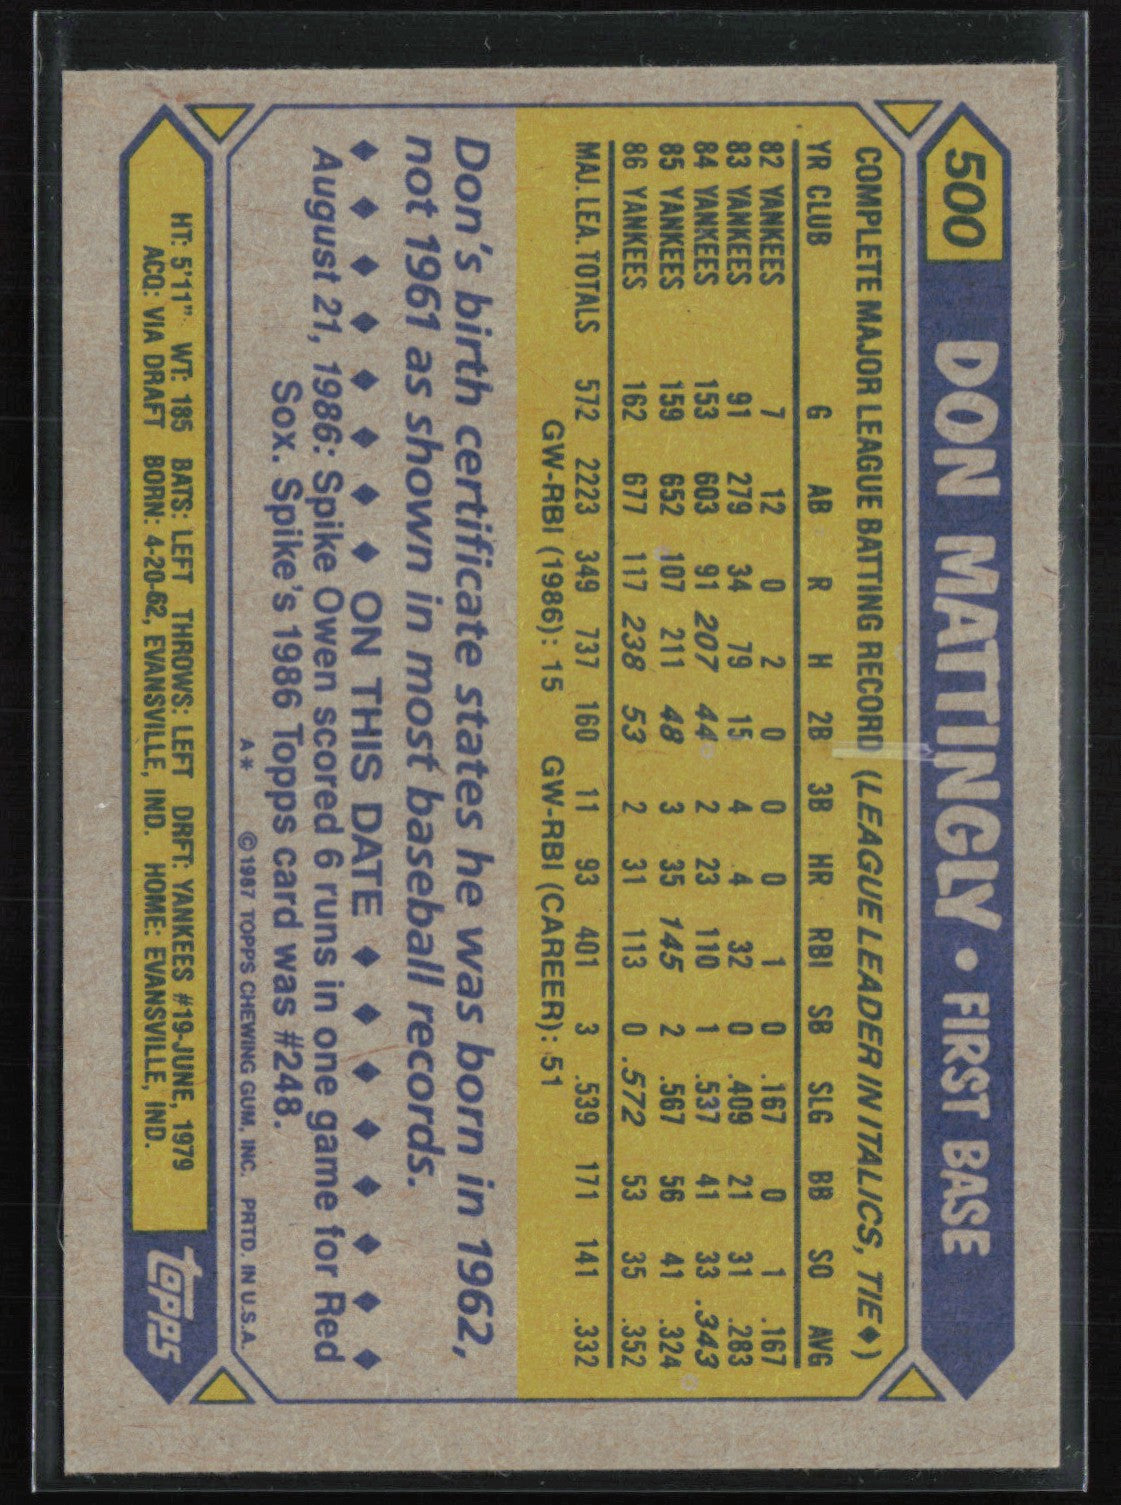 500 DON MATTINGLY • FIRST BASE
COMPLETE MAJOR LEAGUE BATTING RECORD (LEAGUE LEADER IN ITALICS, TIE♦)
YR CLUB G AB R H 2B 3B HR RBI SB SLG BB SO AVG
82 YANKEES 7 12 0 2 0 0 0 1 0 .167 0 1 .167
83 YANKEES 91 279 34 79 15 4 4 32 0 .409 21 31 .283
84 YANKEES 153 603 91 207 44 2 23 110 1 .537 41 33 .343
85 YANKEES 159 652 107 211 48 3 35 145 2 .567 56 41 .324
86 YANKEES 162 677 117 238 53 2 31 113 0 .572 53 35 .352
MAJ. LEA. TOTALS 572 2223 349 737 160 11 93 401 3 .539 171 141 .332
GW-RBI (1986): 15 GW-RBI (CAREER): 51
Don's birth certificate states he was born in 1962,
not 1961 as shown in most baseball records.
♦ ♦ ♦ ♦ ♦ ♦ ♦ ♦ ON THIS DATE ♦ ♦ ♦ ♦ ♦ ♦ ♦ ♦
August 21, 1986: Spike Owen scored 6 runs in one game for Red
Sox. Spike's 1986 Topps card was #248.
A* ©1987 TOPPS CHEWING GUM, INC. PRTD. IN U.S.A.
HT: 5'11" WT: 185 BATS: LEFT THROWS: LEFT DRFT: YANKEES #19-JUNE, 1979
ACQ: VIA DRAFT BORN: 4-20-62, EVANSVILLE, IND. HOME: EVANSVILLE, IND.
topps